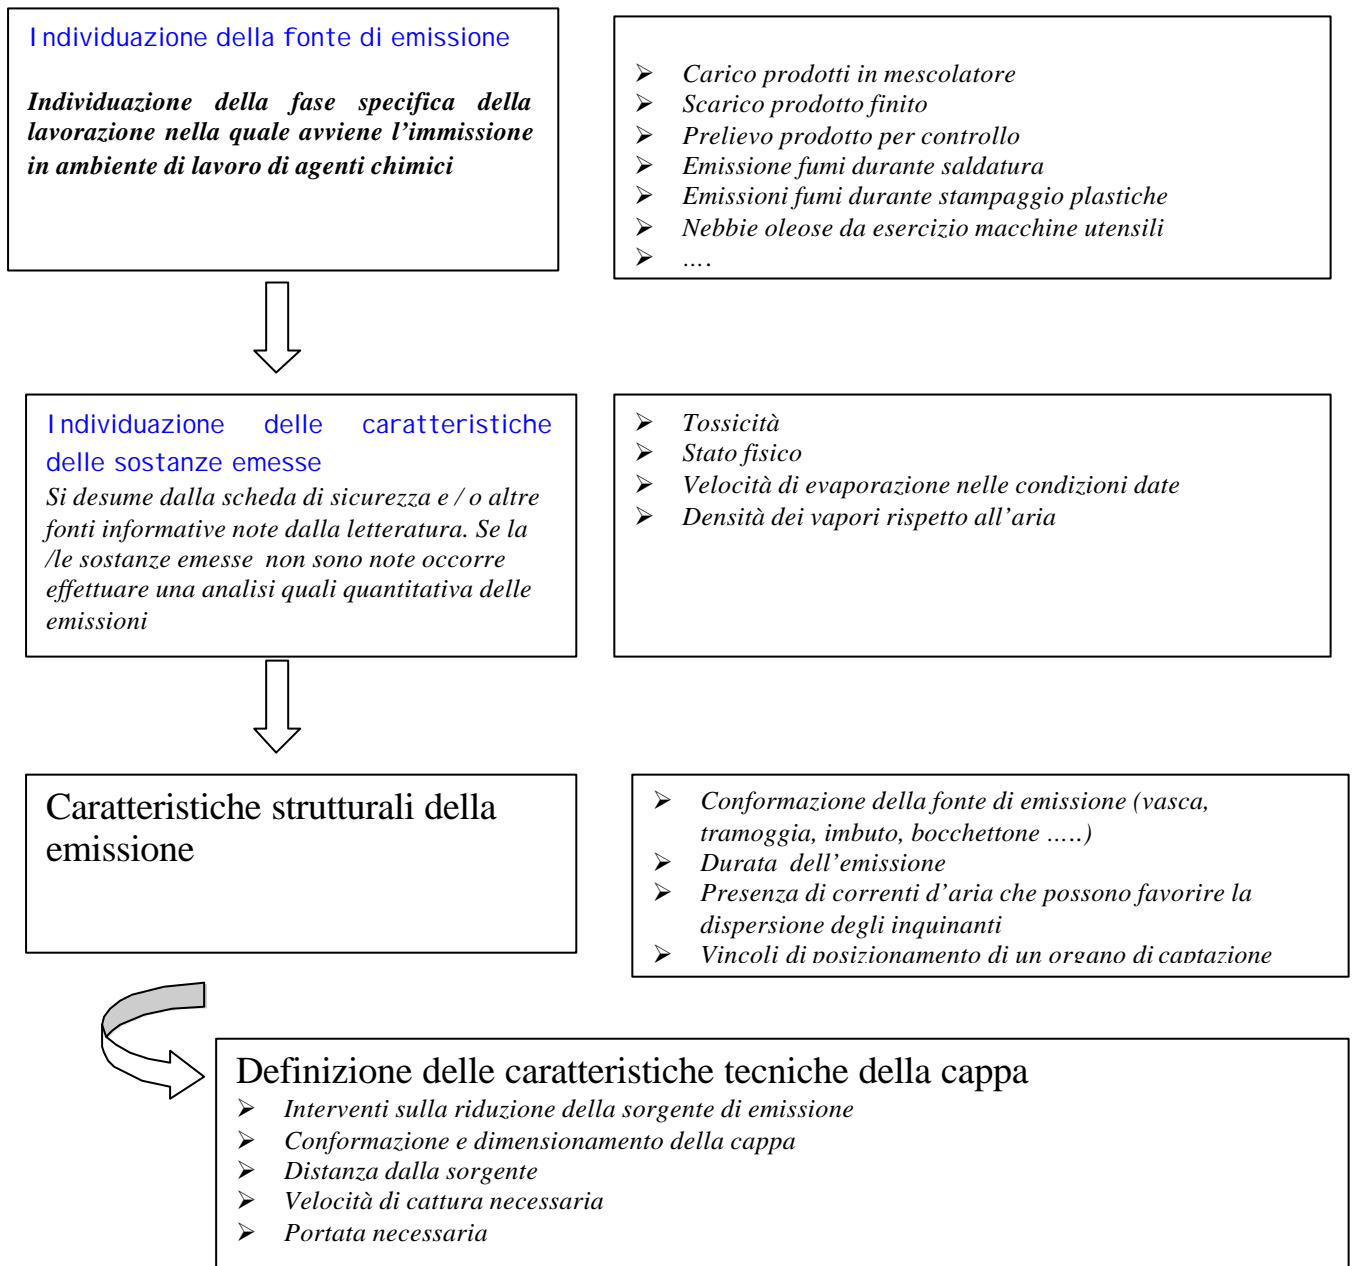 Individuazione della fonte di emissione
Individuazione della fase specifica della
lavorazione nella quale avviene l'immissione
in ambiente di lavoro di agenti chimici
➢ Carico prodotti in mescolatore
➢ Scarico prodotto finito
➢ Prelievo prodotto per controllo
➢ Emissione fumi durante saldatura
➢ Emissioni fumi durante stampaggio plastiche
➢ Nebbie oleose da esercizio macchine utensili
➢ ….
Individuazione delle caratteristiche
delle sostanze emesse
Si desume dalla scheda di sicurezza e / o altre
fonti informative note dalla letteratura. Se la
/le sostanze emesse non sono note occorre
effettuare una analisi quali quantitativa delle
emissioni
➢ Tossicità
➢ Stato fisico
➢ Velocità di evaporazione nelle condizioni date
➢ Densità dei vapori rispetto all'aria
Caratteristiche strutturali della
emissione
➢ Conformazione della fonte di emissione (vasca,
tramoggia, imbuto, bocchettone …..)
➢ Durata dell'emissione
➢ Presenza di correnti d'aria che possono favorire la
dispersione degli inquinanti
➢ Vincoli di posizionamento di un organo di captazione
Definizione delle caratteristiche tecniche della cappa
➢ Interventi sulla riduzione della sorgente di emissione
➢ Conformazione e dimensionamento della cappa
➢ Distanza dalla sorgente
➢ Velocità di cattura necessaria
➢ Portata necessaria